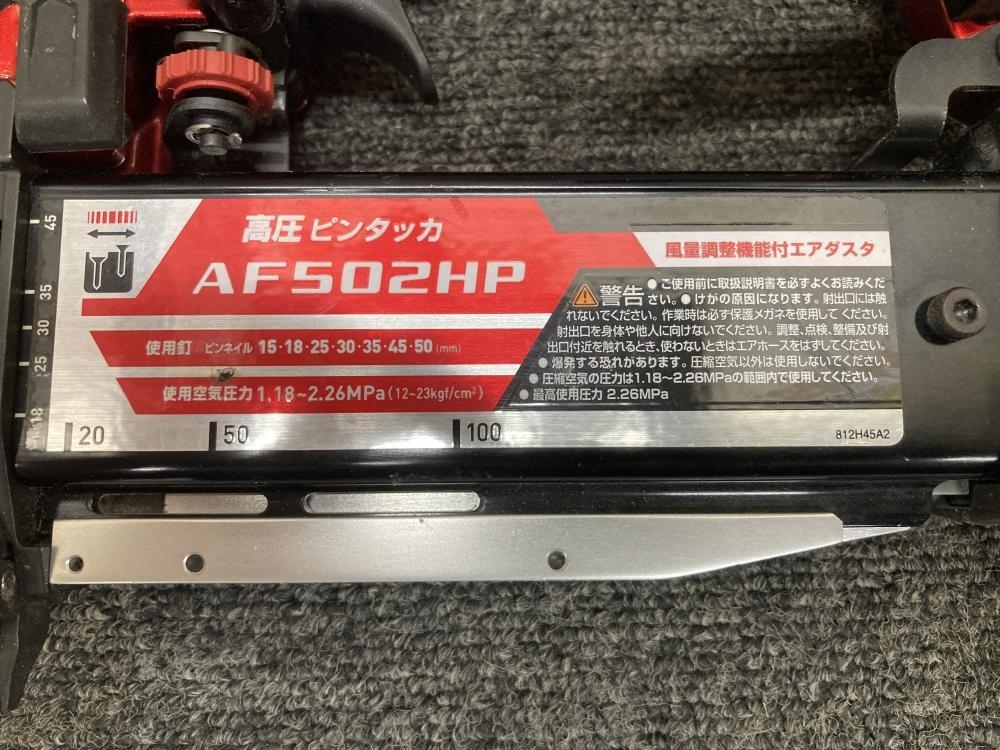 高圧 ピンタッカ
AF502HP
風量調整機能付エアダスタ
使用釘 ピンネイル 15・18・25・30・35・45・50 (mm)
使用空気圧力 1.18~2.26MPa (12~23kgf/cm²)
警告
● ご使用前に取扱説明書を必ずよくお読みくだ
さい。● けがの原因になります。射出口には触
れないでください。作業時は必ず保護メガネを使用してください。
射出口を身体や他人に向けないでください。調整、点検、整備及び射
出口付近を触れるとき、使わないときはエアホースをはずしてください。
● 爆発する恐れがあります。圧縮空気以外は使用しないでください。
● 圧縮空気の圧力は1.18~2.26MPaの範囲内で使用してください。
● 最高使用圧力 2.26MPa
812H45A2
20 50 100
45
35
30
25
18